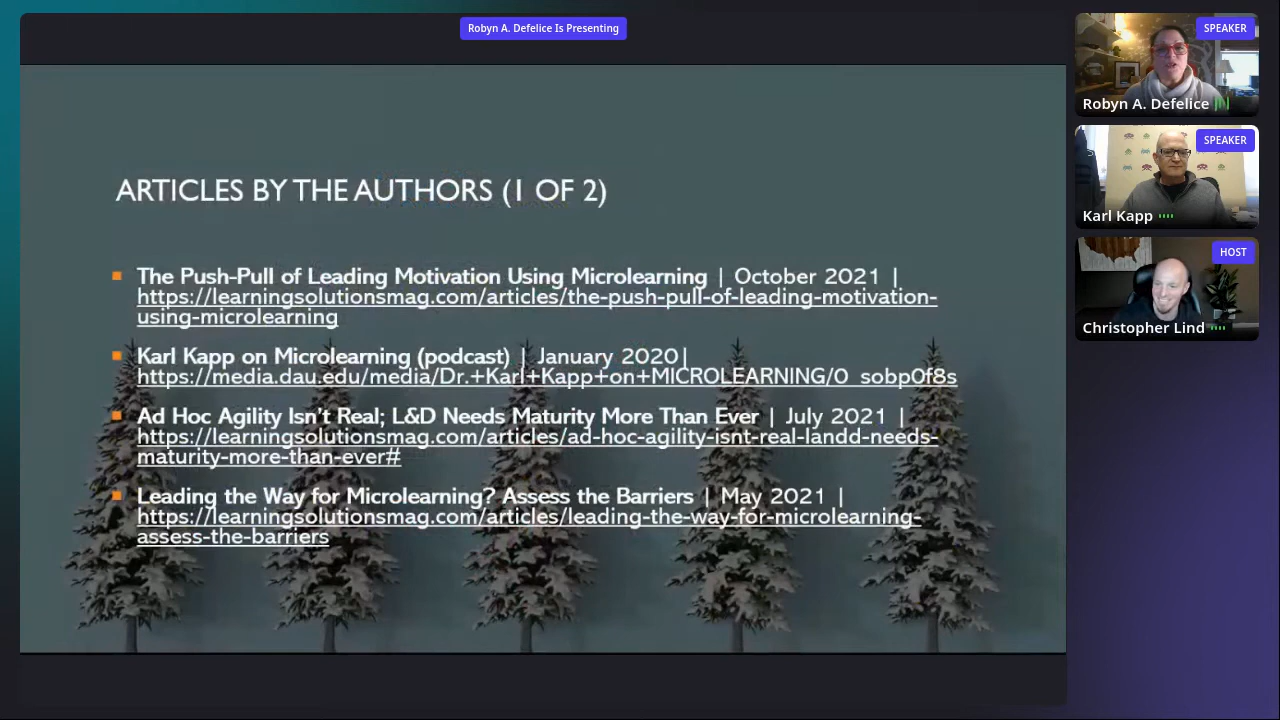 Robyn A. Defelice Is Presenting
ARTICLES BY THE AUTHORS (1 OF 2)
The Push-Pull of Leading Motivation Using Microlearning | October 2021 |
https://learningsolutionsmag.com/articles/the-push-pull-of-leading-motivation-
using-microlearning
Karl Kapp on Microlearning (podcast) | January 2020|
https://media.dau.edu/media/Dr.+Karl+Kapp+on+MICROLEARNING/0_sobp0f8s
Ad Hoc Agility Isn't Real; L&D Needs Maturity More Than Ever | July 2021 |
https://learningsolutionsmag.com/articles/ad-hoc-agility-isnt-real-landd-needs-
maturity-more-than-ever#
Leading the Way for Microlearning? Assess the Barriers | May 2021 |
https://learningsolutionsmag.com/articles/leading-the-way-for-microlearning-
assess-the-barriers
SPEAKER
Robyn A. Defelice
SPEAKER
Karl Kapp
HOST
Christopher Lind